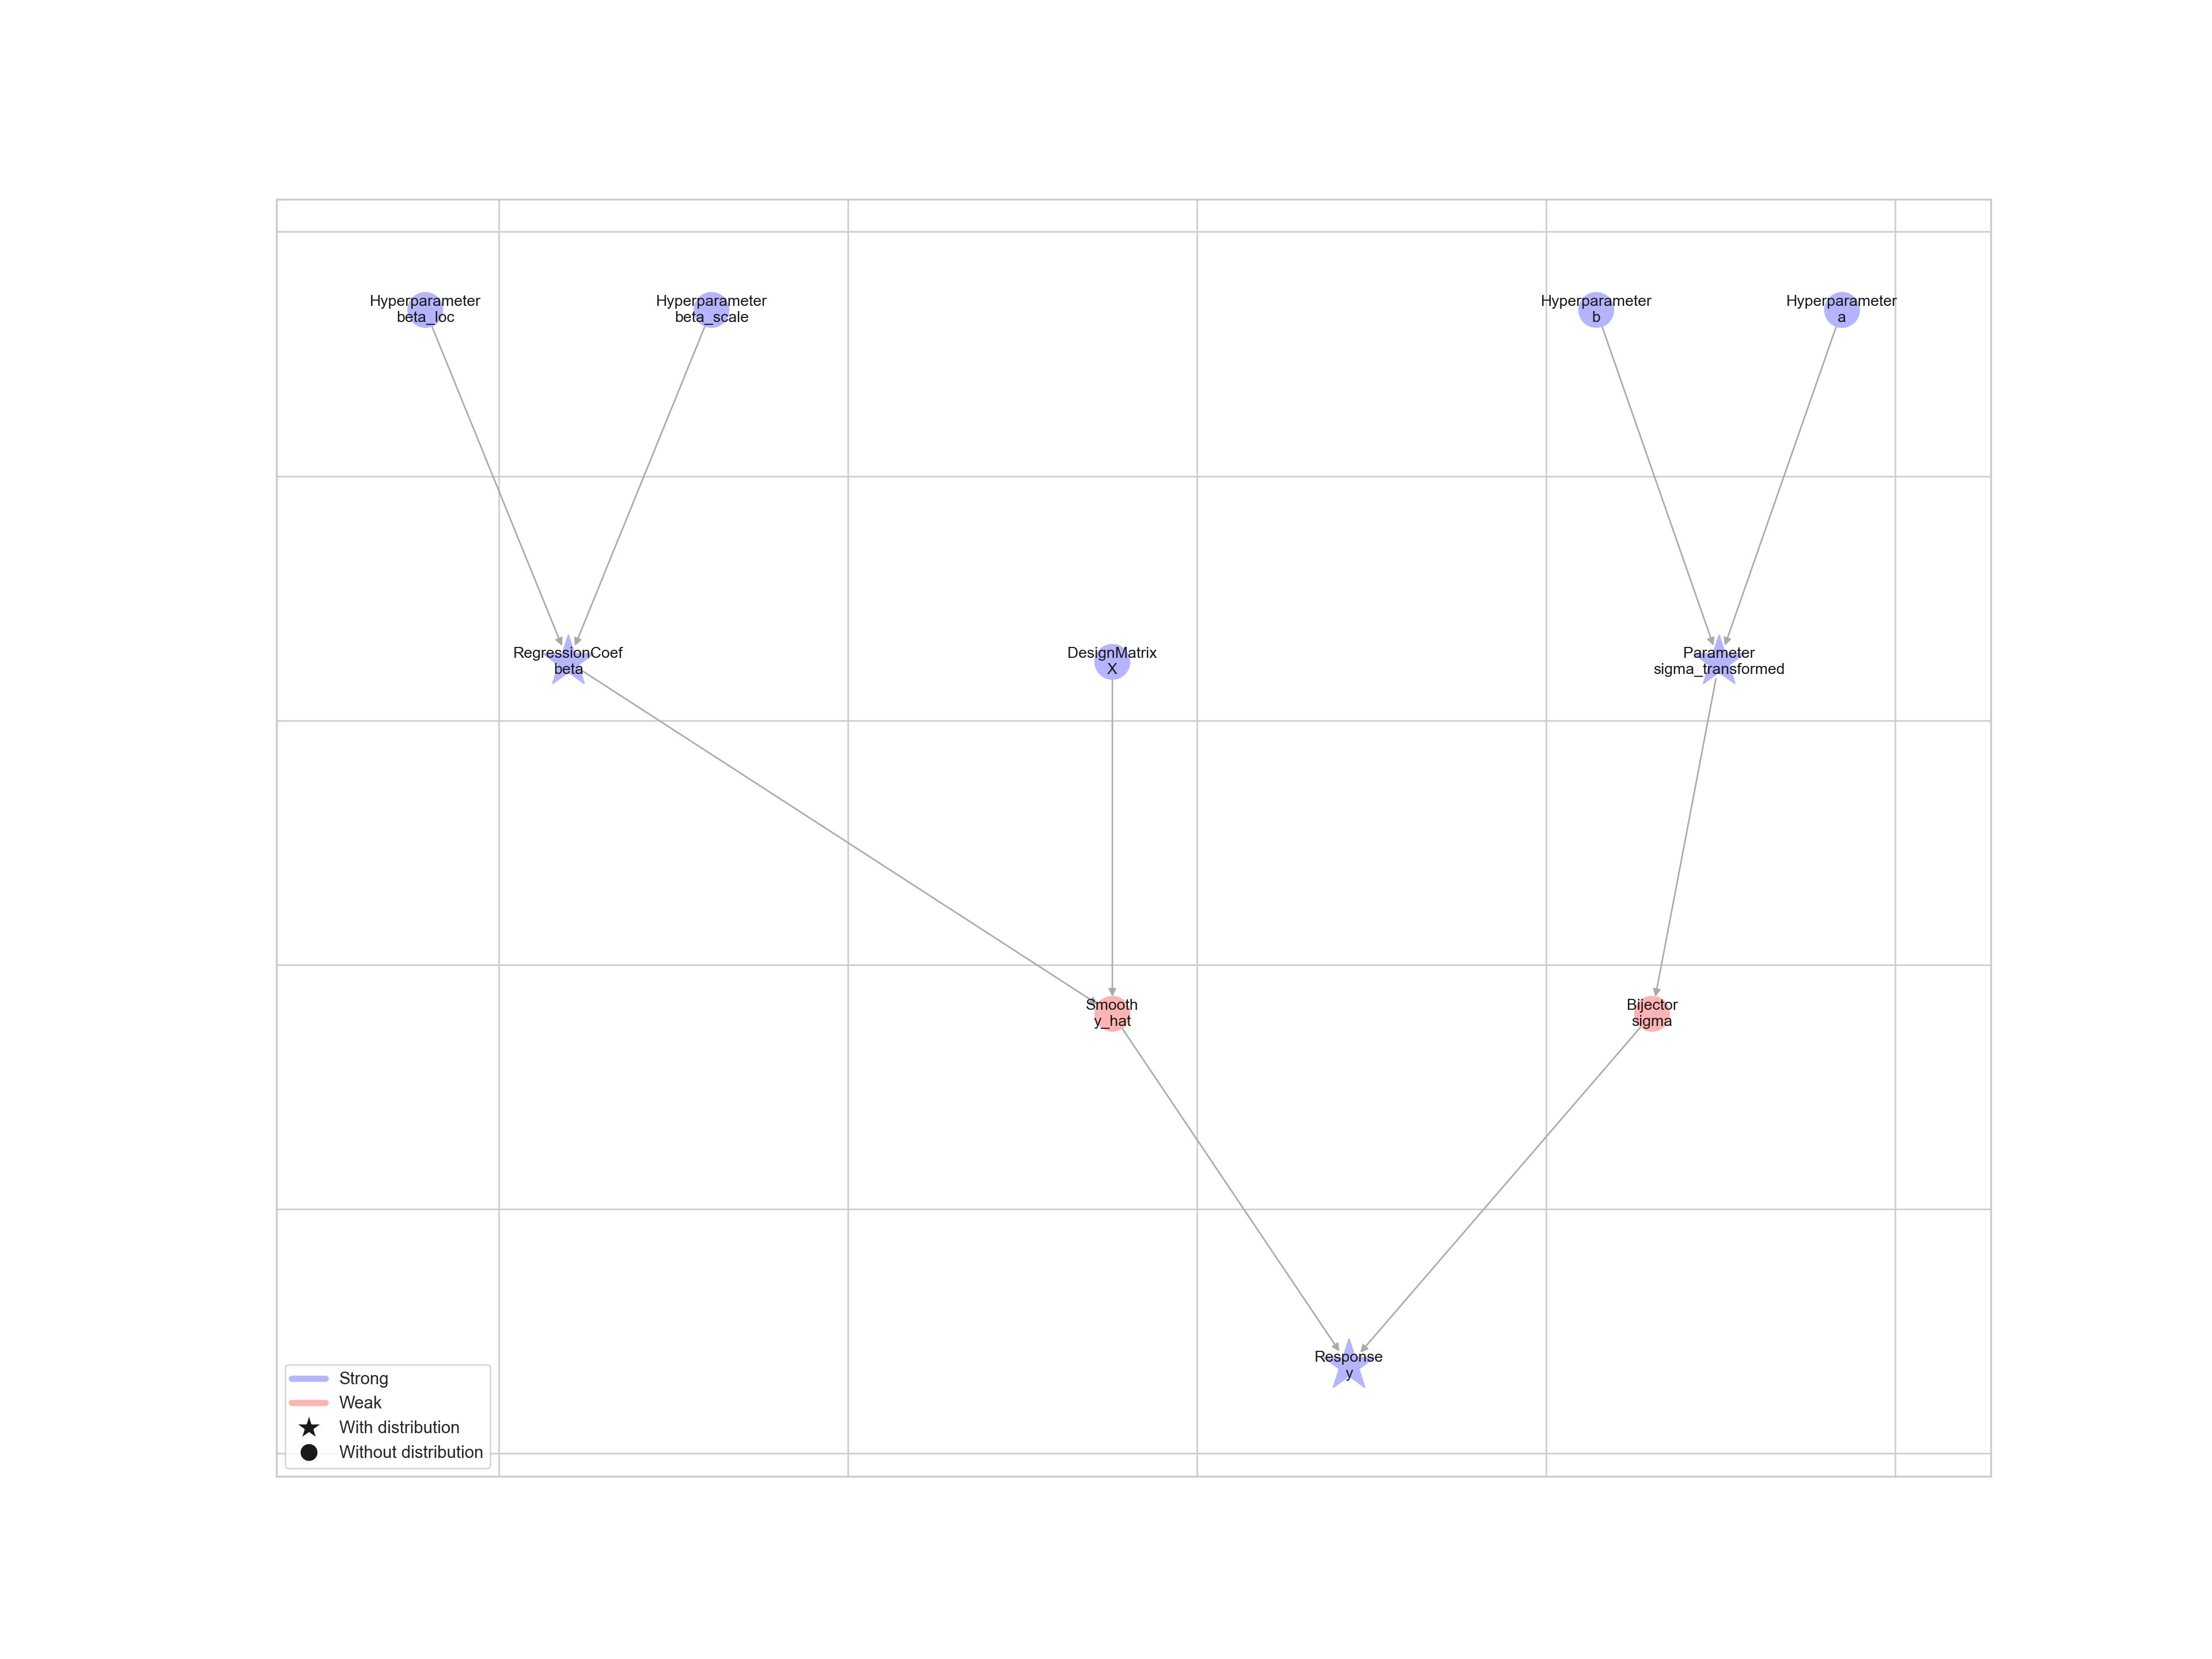 Hyperparameter
beta_loc
Hyperparameter
beta_scale
Hyperparameter
b
Hyperparameter
a
RegressionCoef
beta
DesignMatrix
X
Parameter
sigma_transformed
Smooth
y_hat
Bijector
sigma
Response
y
Strong
Weak
With distribution
Without distribution